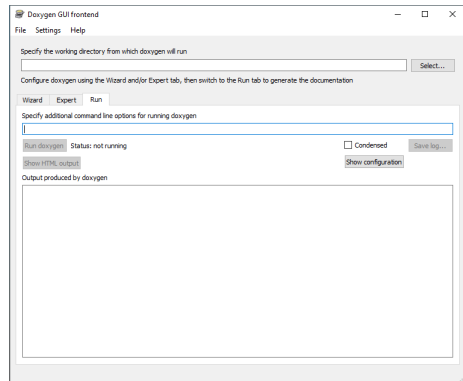 Doxygen GUI frontend
File Settings Help
Specify the working directory from which doxygen will run
Select...
Configure doxygen using the Wizard and/or Expert tab, then switch to the Run tab to generate the documentation
Wizard Expert Run
Specify additional command line options for running doxygen
Run doxygen Status: not running Condensed Save log...
Show HTML output Show configuration
Output produced by doxygen